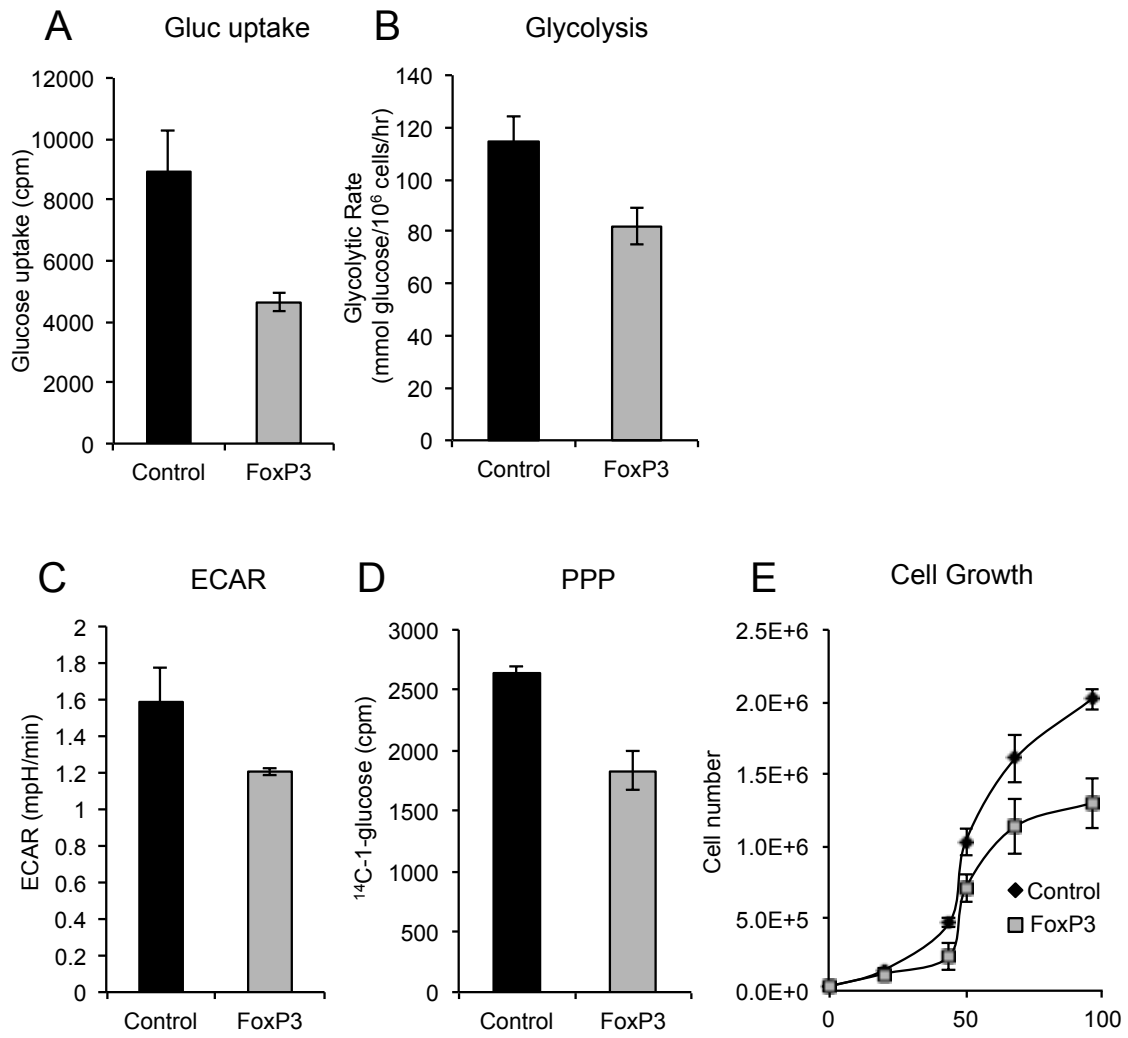 A Gluc uptake
Glucose uptake (cpm)
12000
10000
8000
6000
4000
2000
0
Control FoxP3
B Glycolysis
Glycolytic Rate
(mmol glucose/10⁶ cells/hr)
140
120
100
80
60
40
20
0
Control FoxP3
C ECAR
ECAR (mpH/min)
2
1.8
1.6
1.4
1.2
1
0.8
0.6
0.4
0.2
0
Control FoxP3
D PPP
¹⁴C-1-glucose (cpm)
3000
2500
2000
1500
1000
500
0
Control FoxP3
E Cell Growth
Cell number
2.5E+6
2.0E+6
1.5E+6
1.0E+6
5.0E+5
0.0E+0
Control
FoxP3
0 50 100